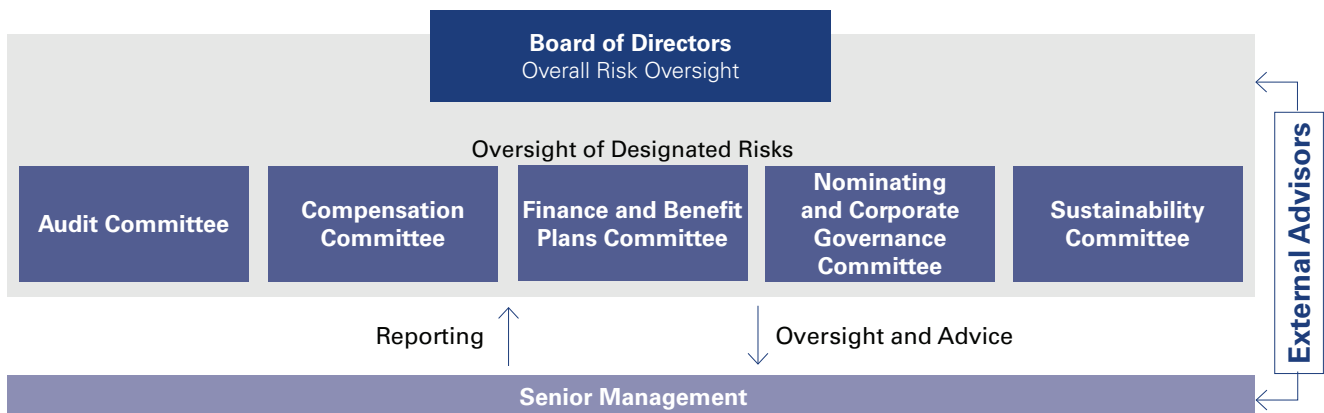 Board of Directors
Overall Risk Oversight
Oversight of Designated Risks
Audit Committee
Compensation
Committee
Finance and Benefit
Plans Committee
Nominating
and Corporate
Governance
Committee
Sustainability
Committee
External Advisors
Reporting
Oversight and Advice
Senior Management